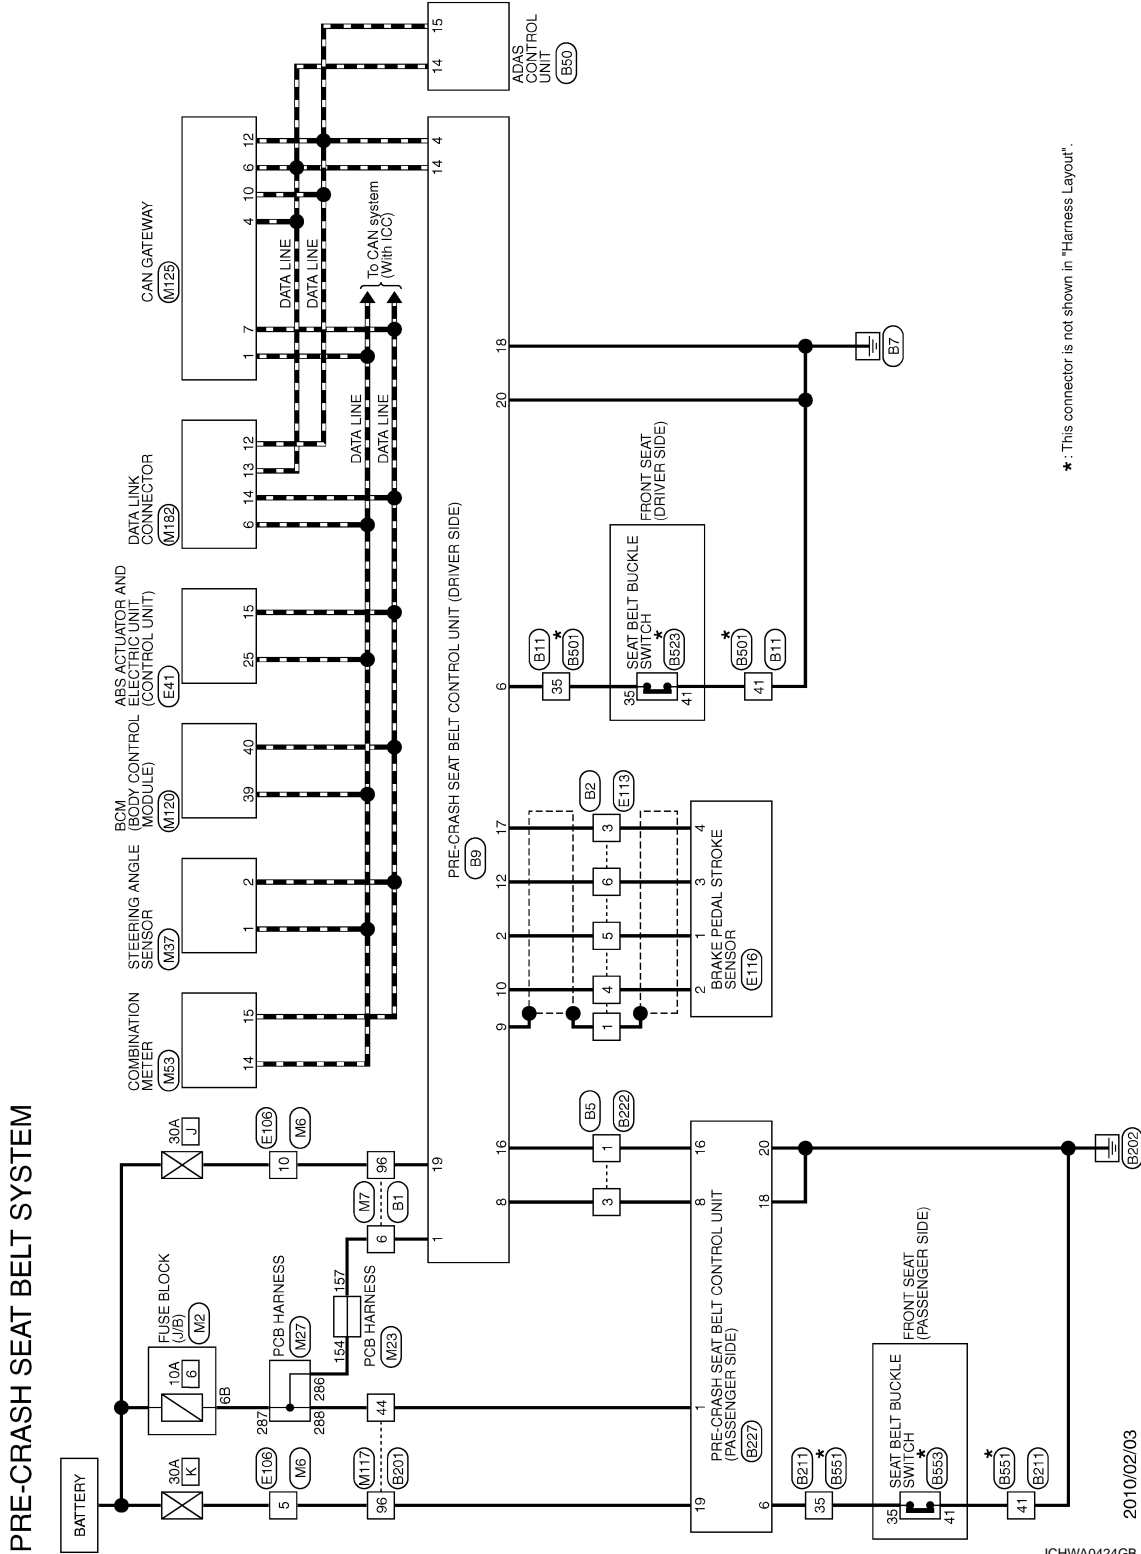 PRE-CRASH SEAT BELT SYSTEM
BATTERY
30A
K
E106
M6
5
M117
B201
96
FUSE BLOCK
(J/B)
M2
10A
6
6B
PCB HARNESS
M27
287
286
288
44
154
157
PCB HARNESS
M23
30A
J
E106
M6
10
M7
B1
96
6
COMBINATION
METER
M53
14
15
STEERING ANGLE
SENSOR
M37
1
2
BCM
(BODY CONTROL
MODULE)
M120
39
40
ABS ACTUATOR AND
ELECTRIC UNIT
(CONTROL UNIT)
E41
25
15
DATA LINK
CONNECTOR
M182
6
14
13
12
CAN GATEWAY
M125
1
7
4
10
6
12
DATA LINE
DATA LINE
DATA LINE
DATA LINE
To CAN system
(With ICC)
15
14
ADAS
CONTROL
UNIT
B50
1
19
14
4
PRE-CRASH SEAT BELT CONTROL UNIT (DRIVER SIDE)
B9
8
16
9
10
2
12
17
6
20
18
B5
B222
3
1
B2
E113
1
4
5
6
3
2
1
3
4
BRAKE PEDAL STROKE
SENSOR
E116
B11
*
B501
35
FRONT SEAT
(DRIVER SIDE)
SEAT BELT BUCKLE
SWITCH
*
B523
35
41
*
B501
B11
41
B7
19
1
8
16
PRE-CRASH SEAT BELT CONTROL UNIT
(PASSENGER SIDE)
B227
6
18
20
B211
*
B551
35
FRONT SEAT
(PASSENGER SIDE)
SEAT BELT BUCKLE
SWITCH
*
B553
35
41
*
B551
B211
41
B202
* : This connector is not shown in "Harness Layout".
2010/02/03
JCHWA0424GB